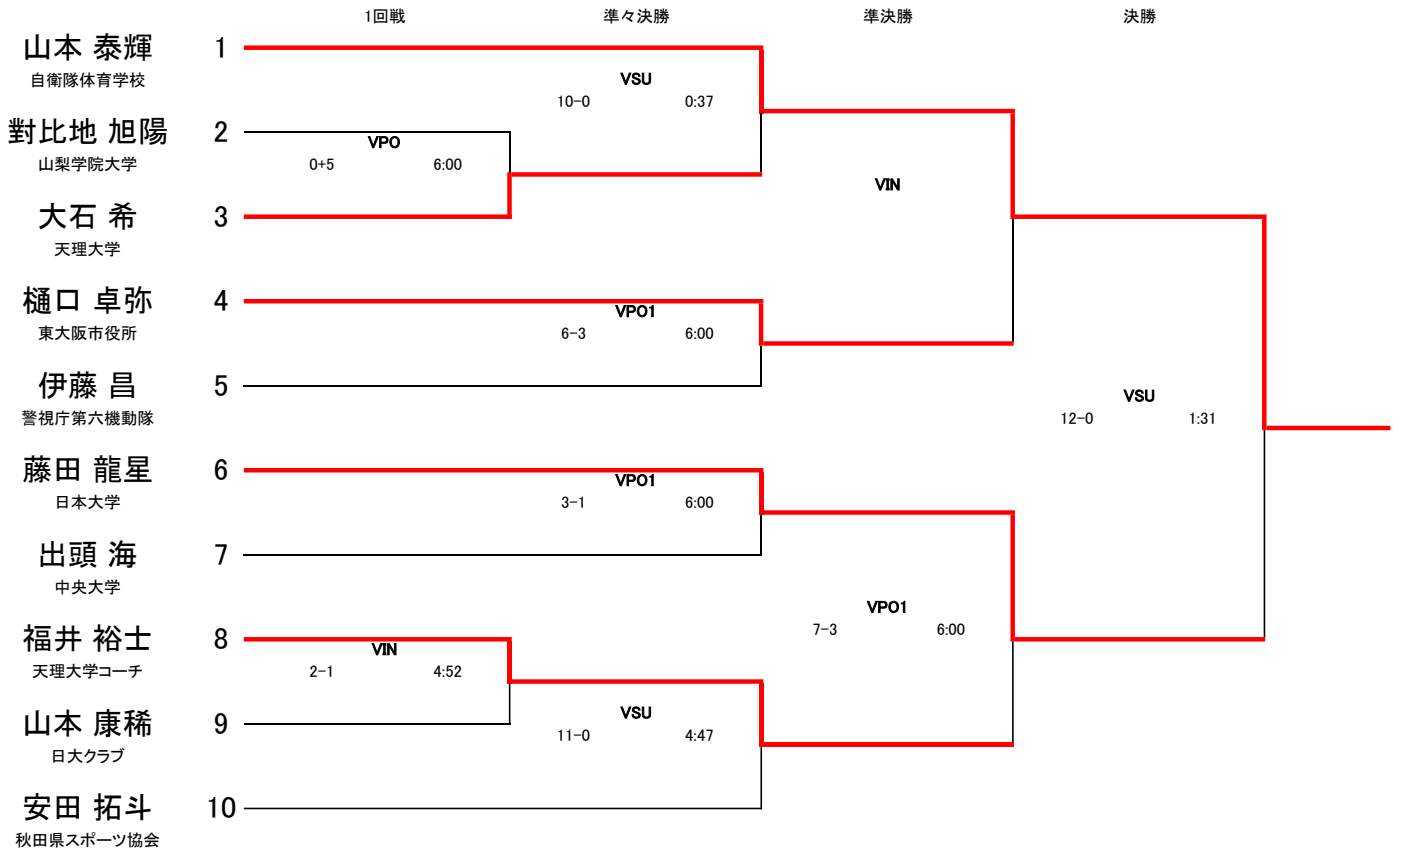 1回戦 準々決勝 準決勝 決勝
山本 泰輝 1
自衛隊体育学校
VSU
10-0 0:37
對比地 旭陽 2
山梨学院大学
VPO
0+5 6:00
大石 希 3
天理大学
VIN
樋口 卓弥 4
東大阪市役所
VPO1
6-3 6:00
伊藤 昌 5
警視庁第六機動隊
VSU
12-0 1:31
藤田 龍星 6
日本大学
VPO1
3-1 6:00
出頭 海 7
中央大学
VPO1
7-3 6:00
福井 裕士 8
天理大学コーチ
VIN
2-1 4:52
山本 康稀 9
日大クラブ
VSU
11-0 4:47
安田 拓斗 10
秋田県スポーツ協会